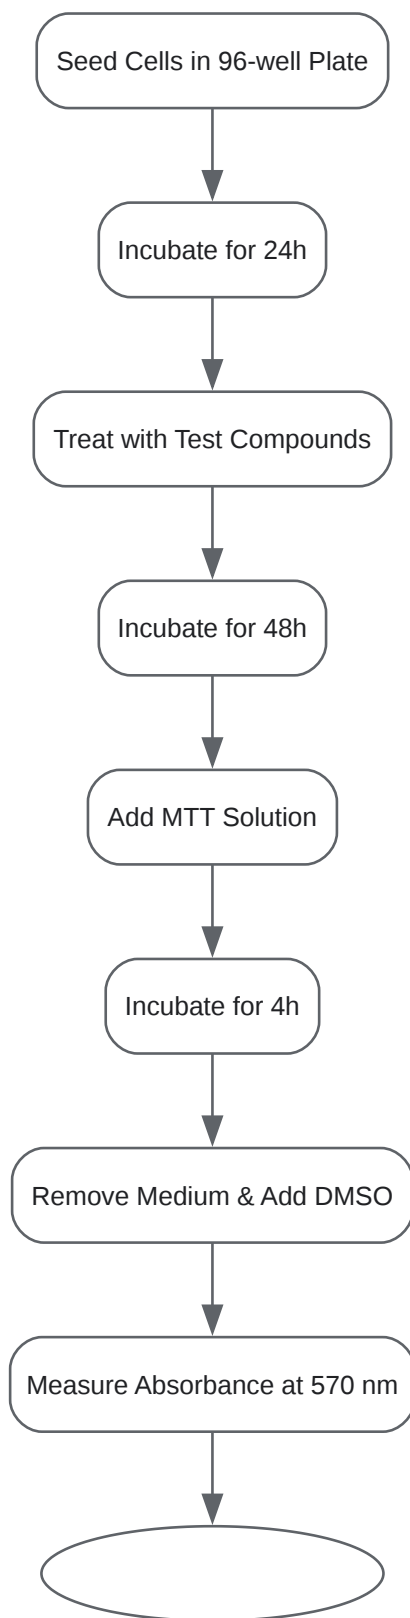 Seed Cells in 96-well Plate
Incubate for 24h
Treat with Test Compounds
Incubate for 48h
Add MTT Solution
Incubate for 4h
Remove Medium & Add DMSO
Measure Absorbance at 570 nm